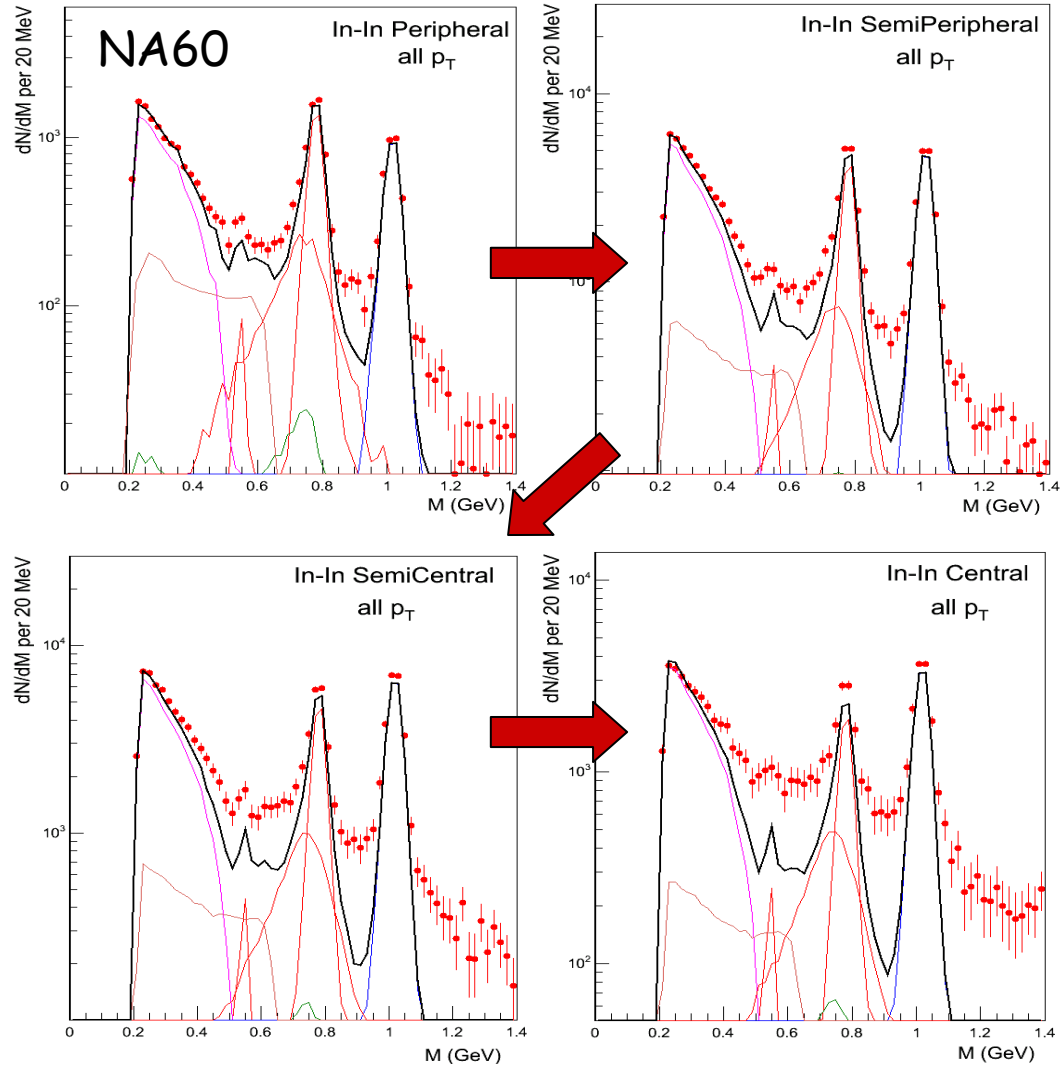 NA60
In-In Peripheral
all p_T
dN/dM per 20 MeV
10^3
10^2
0 0.2 0.4 0.6 0.8 1 1.2 1.4
M (GeV)
In-In SemiPeripheral
all p_T
dN/dM per 20 MeV
10^4
0 0.2 0.4 0.6 0.8 1 1.2 1.4
M (GeV)
In-In SemiCentral
all p_T
dN/dM per 20 MeV
10^4
10^3
0 0.2 0.4 0.6 0.8 1 1.2 1.4
M (GeV)
In-In Central
all p_T
dN/dM per 20 MeV
10^4
10^3
10^2
0 0.2 0.4 0.6 0.8 1 1.2 1.4
M (GeV)